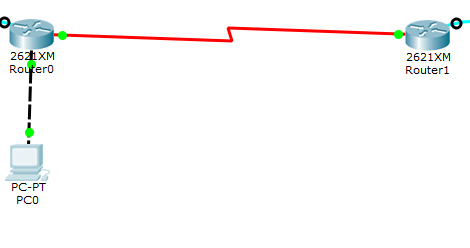 2621XM
Router0
2621XM
Router1
PC-PT
PC0